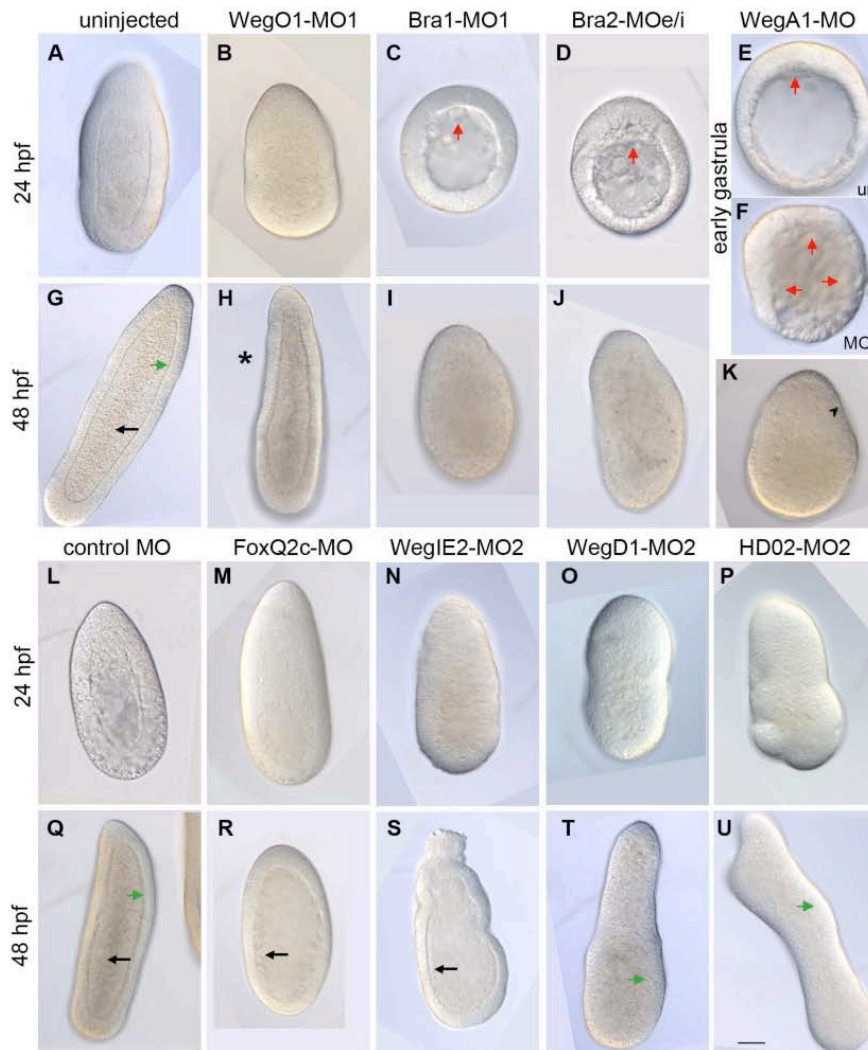 uninjected WegO1-MO1 Bra1-MO1 Bra2-MOe/i WegA1-MO
A B C D E
24 hpf
early gastrula
F
G H I J
*
48 hpf
K
control MO FoxQ2c-MO WegIE2-MO2 WegD1-MO2 HD02-MO2
L M N O P
24 hpf
Q R S T U
48 hpf